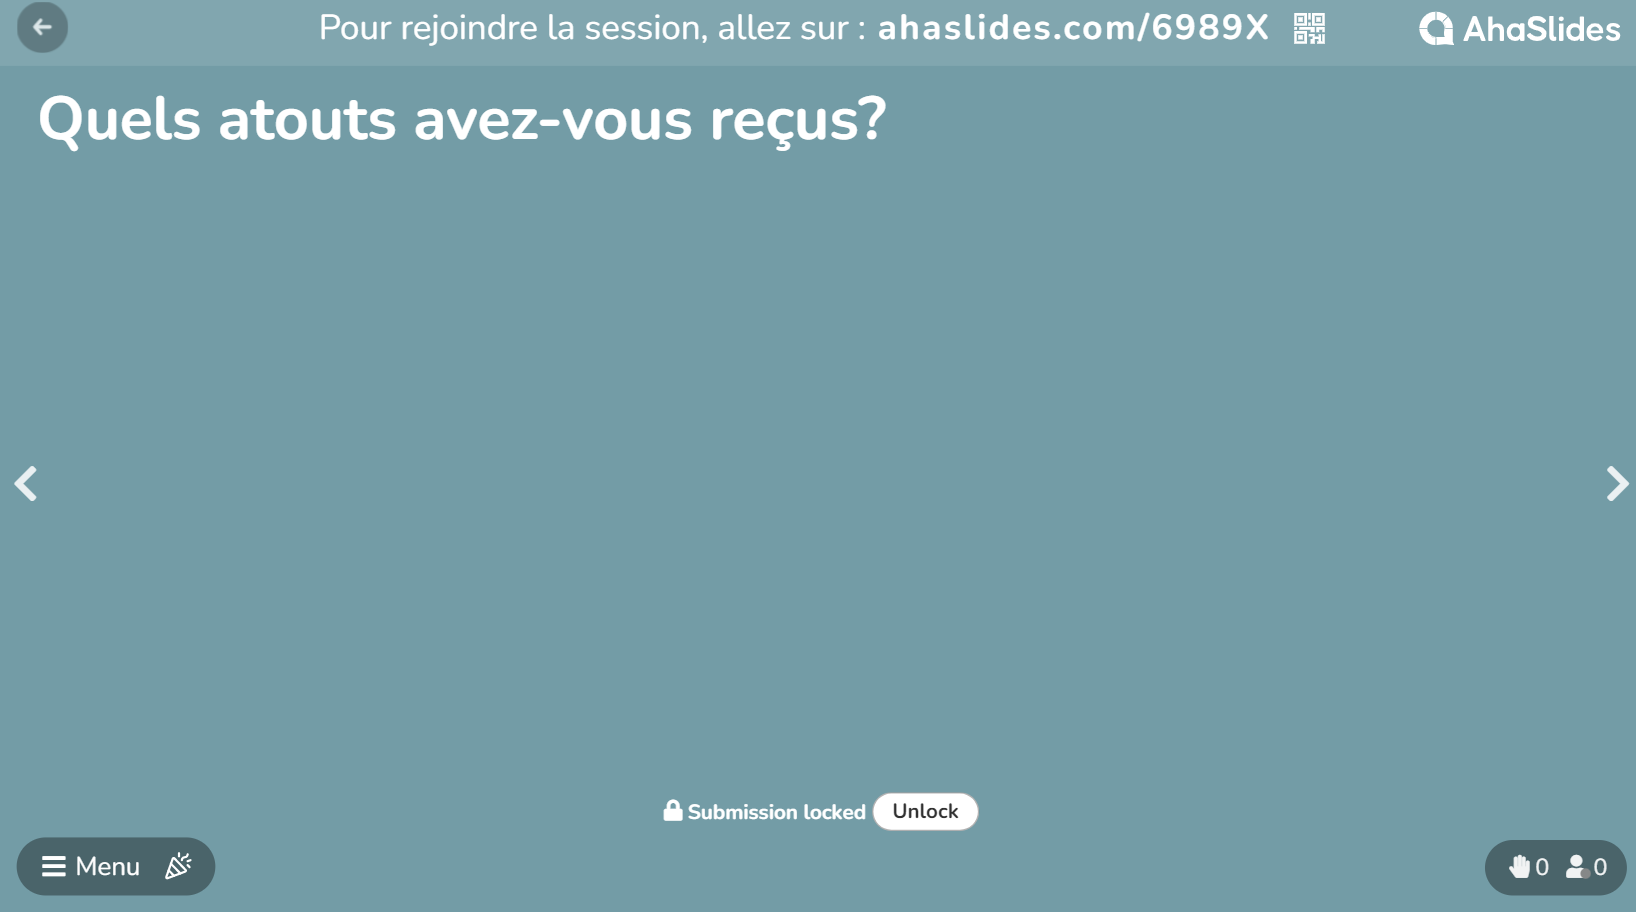 Pour rejoindre la session, allez sur : ahaslides.com/6989X
AhaSlides
Quels atouts avez-vous reçus?
Submission locked
Unlock
Menu
0
0